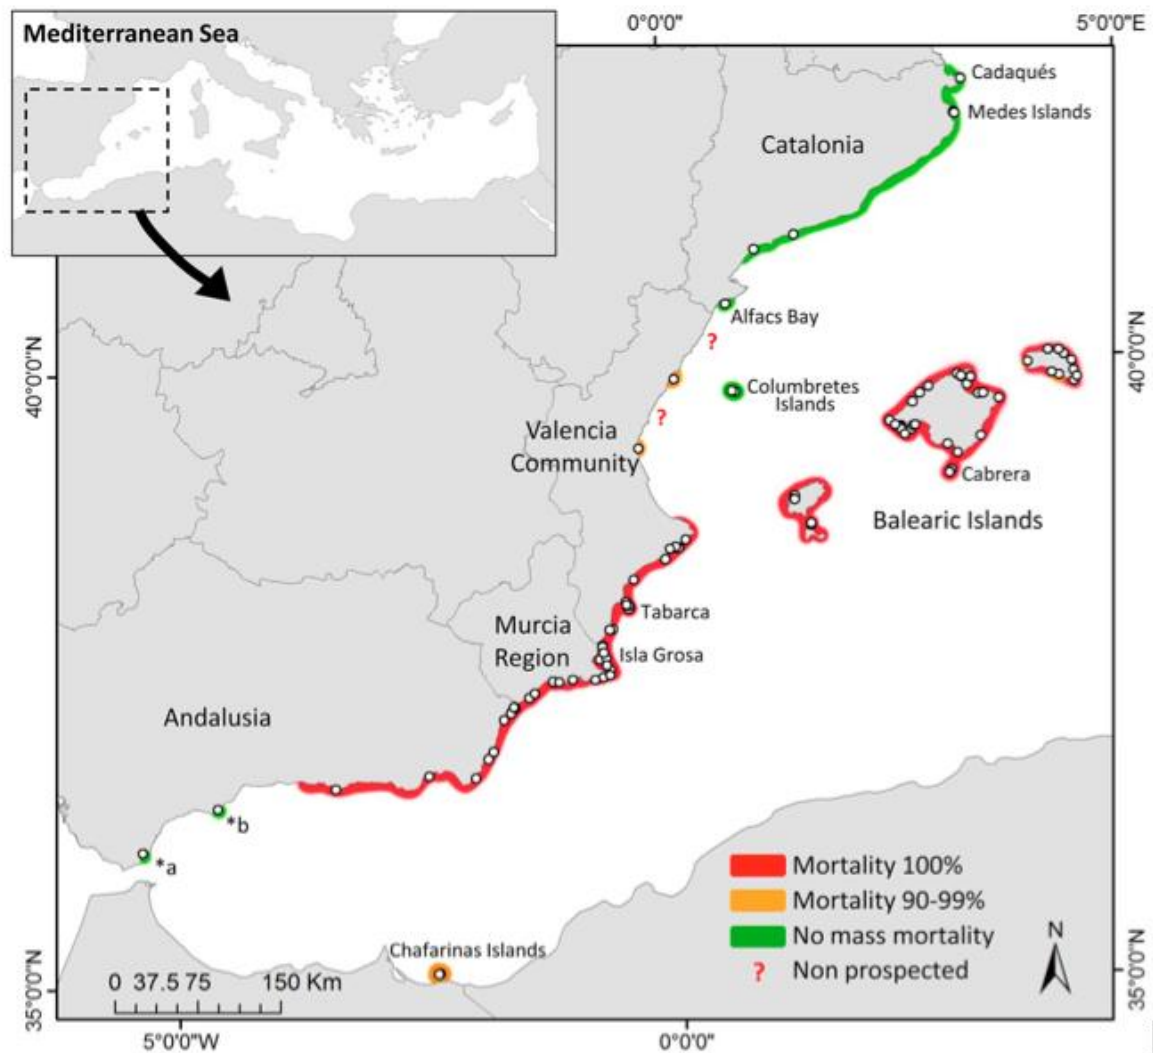 0°0'0"
5°0'0"E
Mediterranean Sea
Cadaqués
Medes Islands
Catalonia
Alfacs Bay
?
40°0'0"N
40°0'0"N
Columbretes
Islands
?
Valencia
Community
Cabrera
Balearic Islands
Tabarca
Murcia
Region
Isla Grosa
Andalusia
*b
*a
Mortality 100%
Mortality 90-99%
No mass mortality
? Non prospected
N
Chafarinas Islands
0 37.5 75 150 Km
35°0'0"N
35°0'0"N
5°0'0"W
0°0'0"